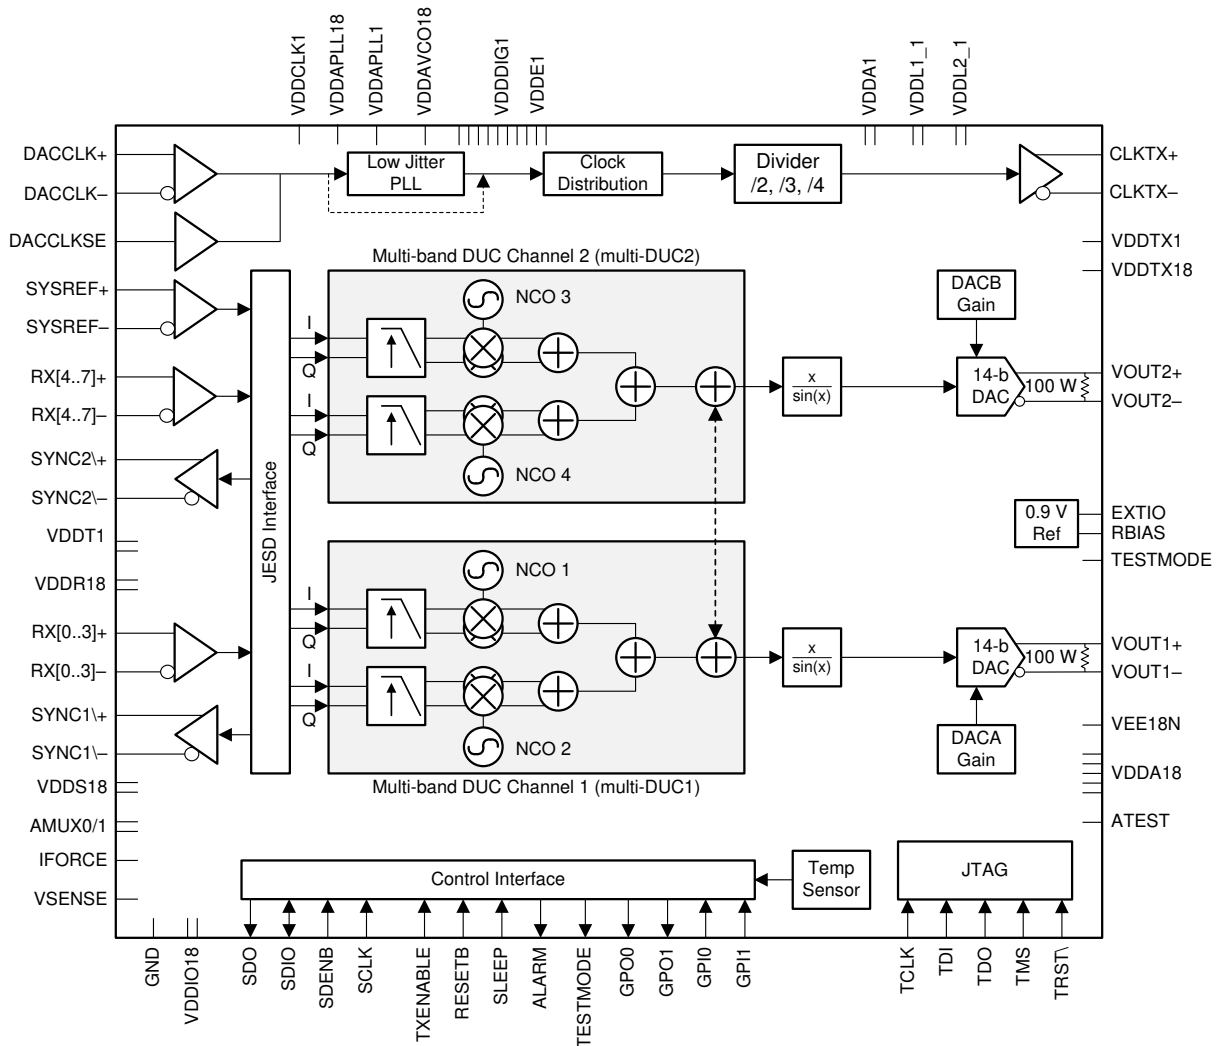 VDDCLK1
VDDAPLL18
VDDAPLL1
VDDAVCO18
VDDDIG1
VDDE1
VDDA1
VDDL1_1
VDDL2_1
DACCLK+
DACCLK–
DACCLKSE
SYSREF+
SYSREF–
RX[4..7]+
RX[4..7]–
SYNC2\+
SYNC2\–
VDDT1
VDDR18
RX[0..3]+
RX[0..3]–
SYNC1\+
SYNC1\–
VDDS18
AMUX0/1
IFORCE
VSENSE
Low Jitter
PLL
Clock
Distribution
Divider
/2, /3, /4
JESD Interface
Multi-band DUC Channel 2 (multi-DUC2)
NCO 3
I
Q
I
Q
NCO 4
x
sin(x)
DACB
Gain
14-b
DAC
100 W
NCO 1
I
Q
I
Q
NCO 2
Multi-band DUC Channel 1 (multi-DUC1)
x
sin(x)
14-b
DAC
100 W
DACA
Gain
0.9 V
Ref
Control Interface
Temp
Sensor
JTAG
CLKTX+
CLKTX–
VDDTX1
VDDTX18
VOUT2+
VOUT2–
EXTIO
RBIAS
TESTMODE
VOUT1+
VOUT1–
VEE18N
VDDA18
ATEST
GND
VDDIO18
SDO
SDIO
SDENB
SCLK
TXENABLE
RESETB
SLEEP
ALARM
TESTMODE
GPO0
GPO1
GPI0
GPI1
TCLK
TDI
TDO
TMS
TRST\